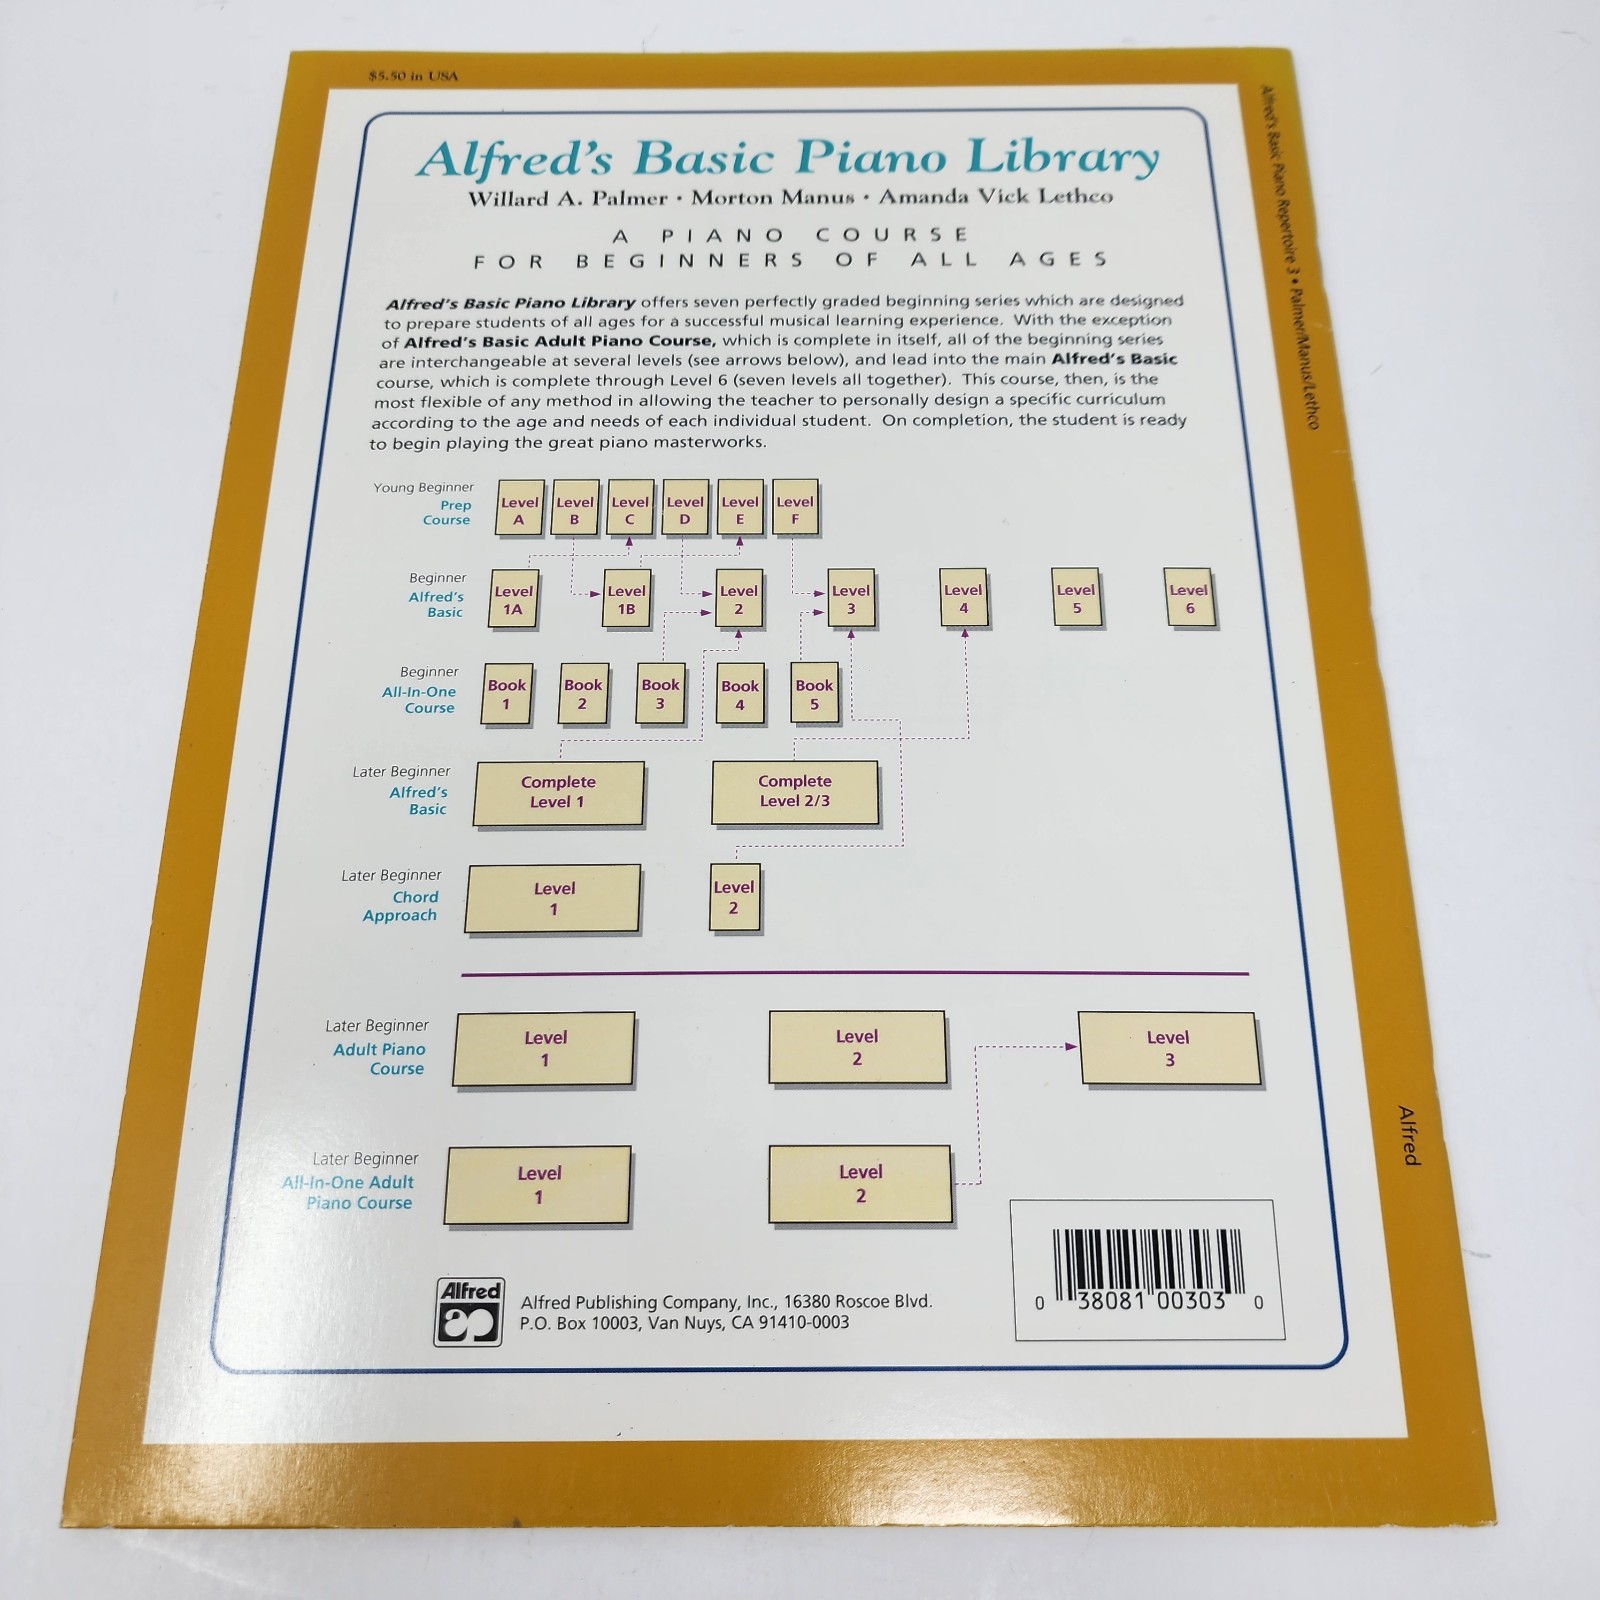 $5.50 in USA
Alfred's Basic Piano Library
Willard A. Palmer • Morton Manus • Amanda Vick Lethco
A PIANO COURSE
FOR BEGINNERS OF ALL AGES
Alfred's Basic Piano Library offers seven perfectly graded beginning series which are designed
to prepare students of all ages for a successful musical learning experience. With the exception
of Alfred's Basic Adult Piano Course, which is complete in itself, all of the beginning series
are interchangeable at several levels (see arrows below), and lead into the main Alfred's Basic
course, which is complete through Level 6 (seven levels all together). This course, then, is the
most flexible of any method in allowing the teacher to personally design a specific curriculum
according to the age and needs of each individual student. On completion, the student is ready
to begin playing the great piano masterworks.
Young Beginner
Prep
Course
Level
A
Level
B
Level
C
Level
D
Level
E
Level
F
Beginner
Alfred's
Basic
Level
1A
Level
1B
Level
2
Level
3
Level
4
Level
5
Level
6
Beginner
All-In-One
Course
Book
1
Book
2
Book
3
Book
4
Book
5
Later Beginner
Alfred's
Basic
Complete
Level 1
Complete
Level 2/3
Later Beginner
Chord
Approach
Level
1
Level
2
Later Beginner
Adult Piano
Course
Level
1
Level
2
Level
3
Later Beginner
All-In-One Adult
Piano Course
Level
1
Level
2
Alfred
Alfred Publishing Company, Inc., 16380 Roscoe Blvd.
P.O. Box 10003, Van Nuys, CA 91410-0003
0 38081 00303 0
Alfred's Basic Piano Repertoire 3 • Palmer/Manus/Lethco
Alfred